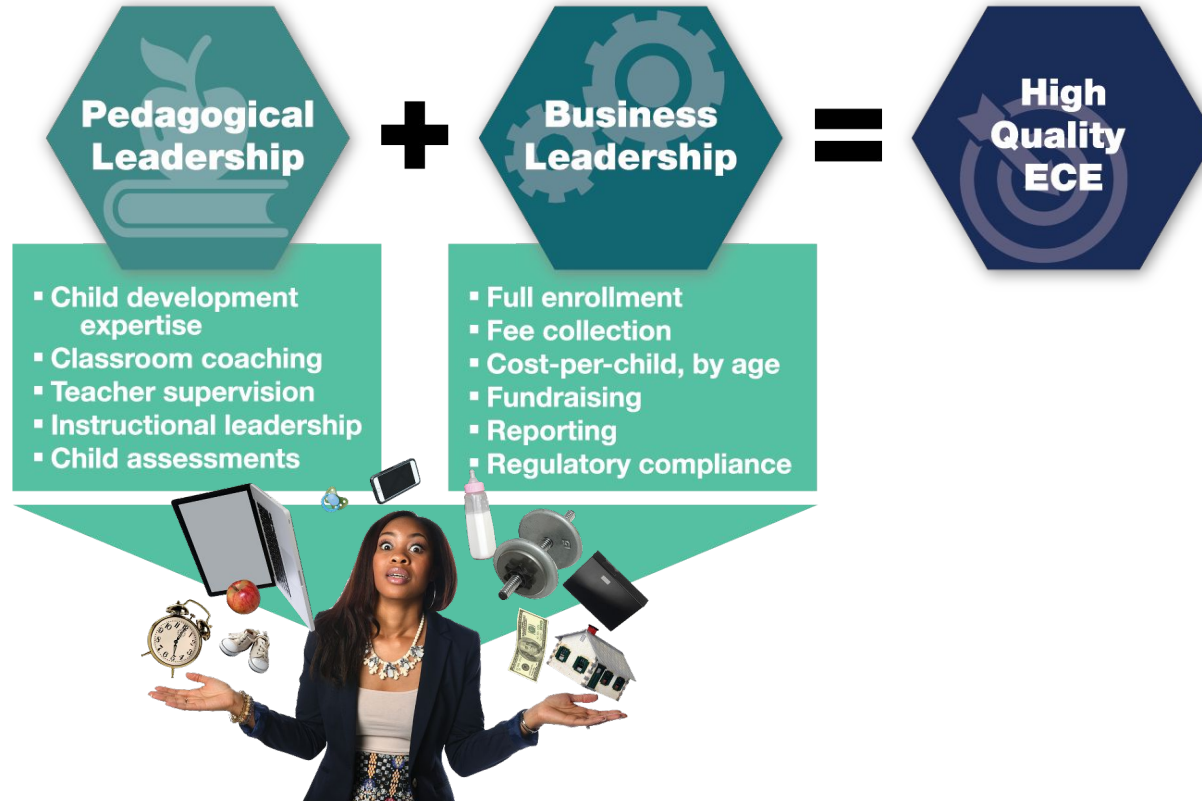 Pedagogical
Leadership
+
Business
Leadership
=
High
Quality
ECE
▪ Child development
expertise
▪ Classroom coaching
▪ Teacher supervision
▪ Instructional leadership
▪ Child assessments
▪ Full enrollment
▪ Fee collection
▪ Cost-per-child, by age
▪ Fundraising
▪ Reporting
▪ Regulatory compliance